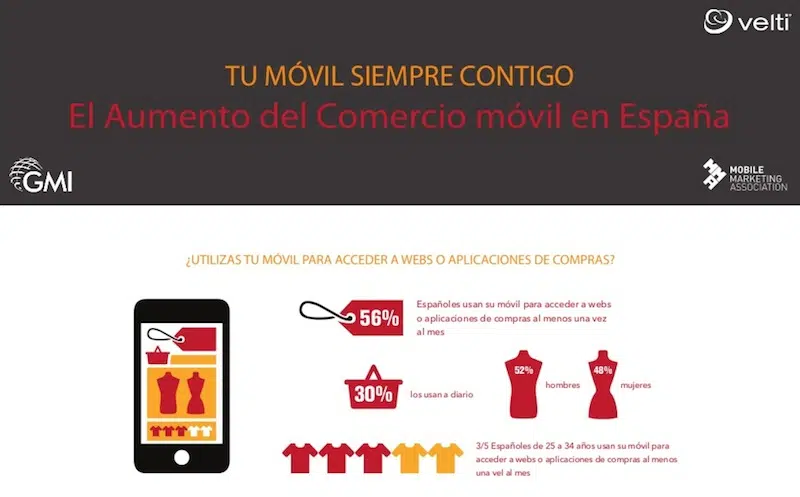 velti
TU MÓVIL SIEMPRE CONTIGO
El Aumento del Comercio móvil en España
GMI
MOBILE
MARKETING
ASSOCIATION
¿UTILIZAS TU MÓVIL PARA ACCEDER A WEBS O APLICACIONES DE COMPRAS?
56%
Españoles usan su móvil para acceder a webs
o aplicaciones de compras al menos una vez
al mes
30%
los usan a diario
52%
hombres
48%
mujeres
3/5 Españoles de 25 a 34 años usan su móvil para
acceder a webs o aplicaciones de compras al menos
una vel al mes